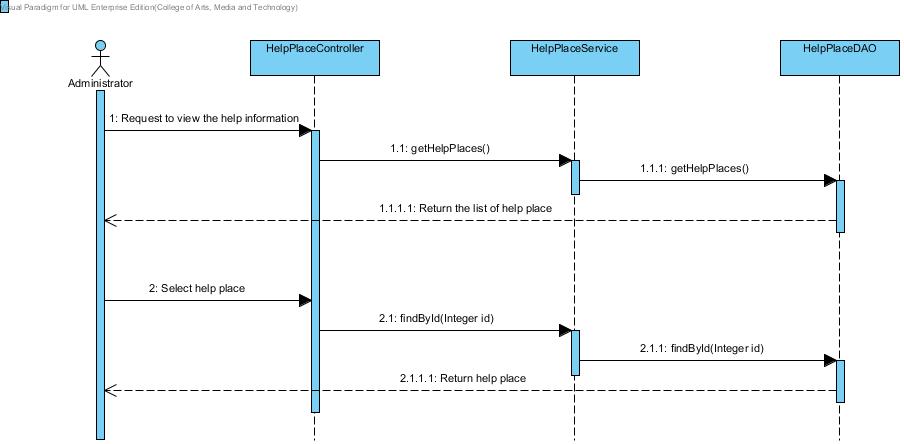 Visual Paradigm for UML Enterprise Edition(College of Arts, Media and Technology)
HelpPlaceController
HelpPlaceService
HelpPlaceDAO
Administrator
1: Request to view the help information
1.1: getHelpPlaces()
1.1.1: getHelpPlaces()
1.1.1.1: Return the list of help place
2: Select help place
2.1: findById(Integer id)
2.1.1: findById(Integer id)
2.1.1.1: Return help place